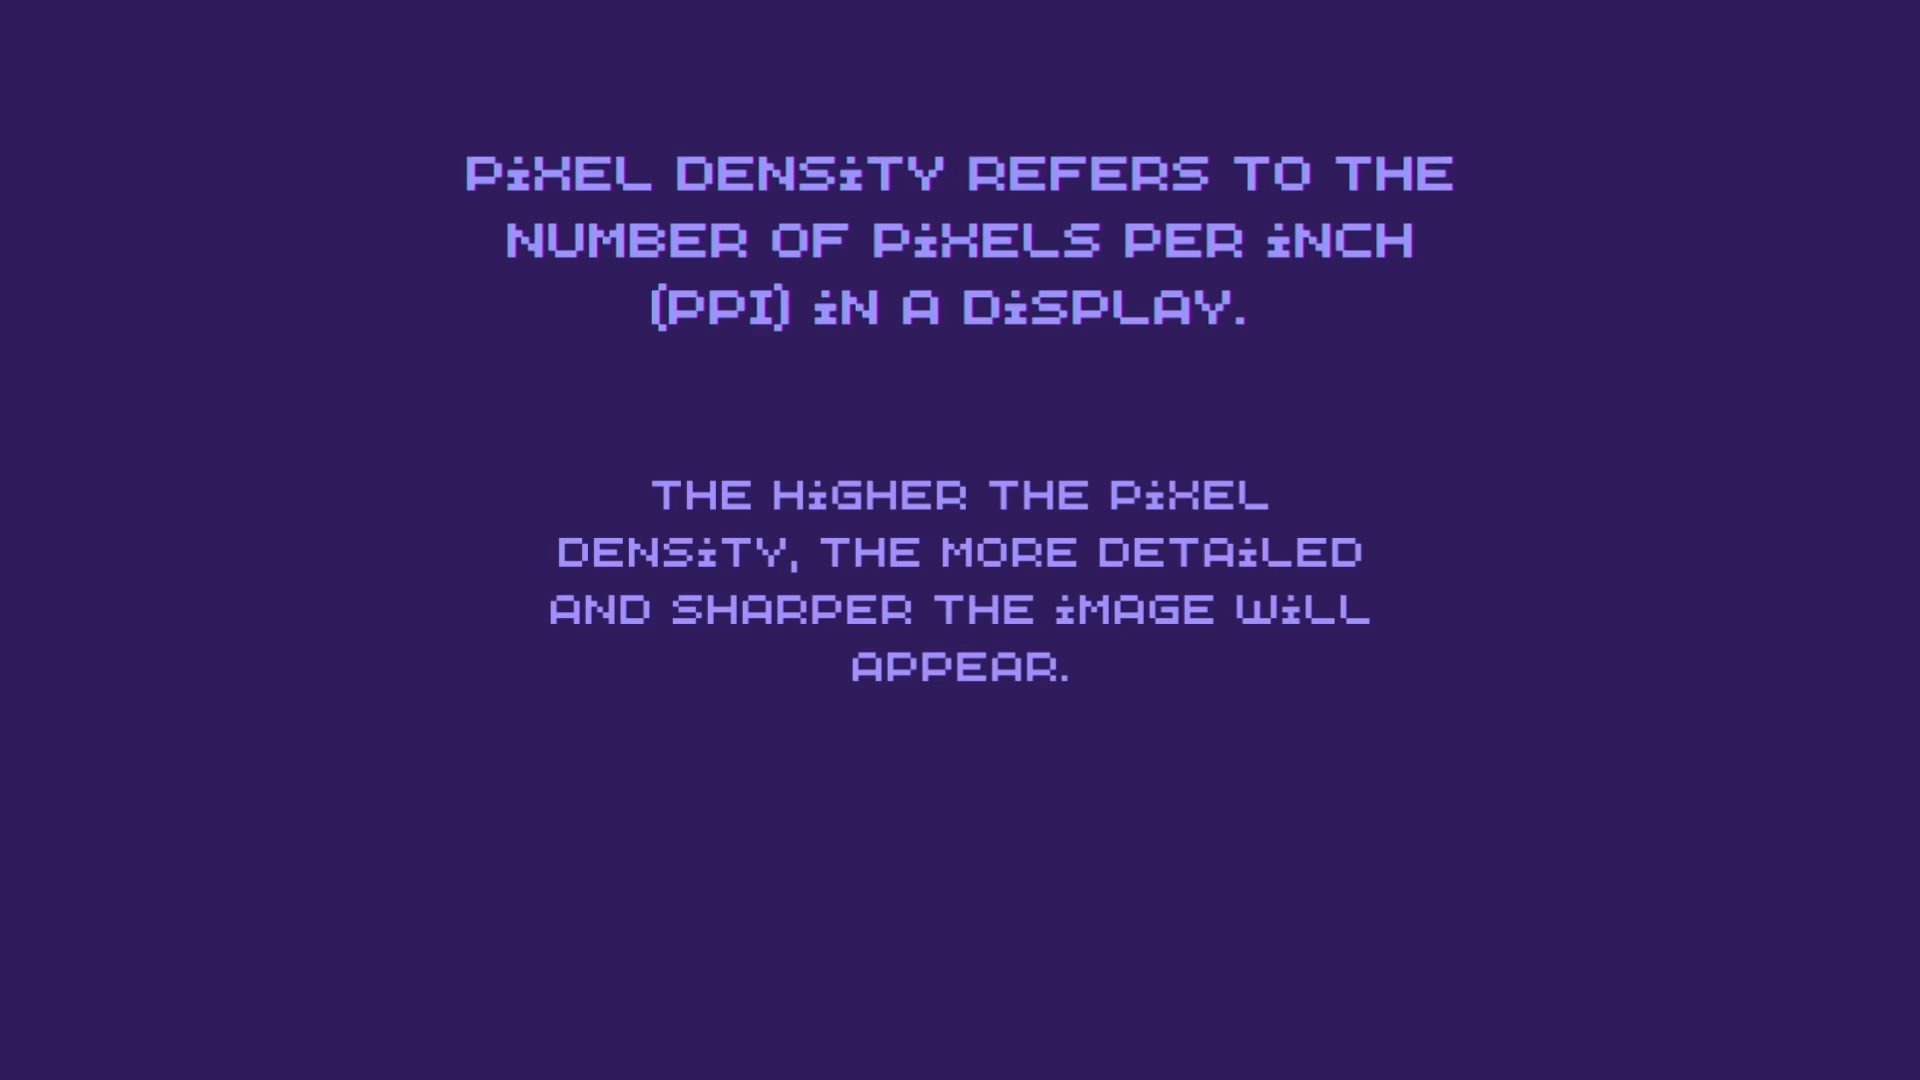 PiXEL DENSiTY REFERS TO THE
NUMBER OF PiXELS PER iNCH
(PPI) iN A DiSPLAY.
THE HiGHER THE PiXEL
DENSiTY, THE MORE DETAiLED
AND SHARPER THE iMAGE WiLL
APPEAR.